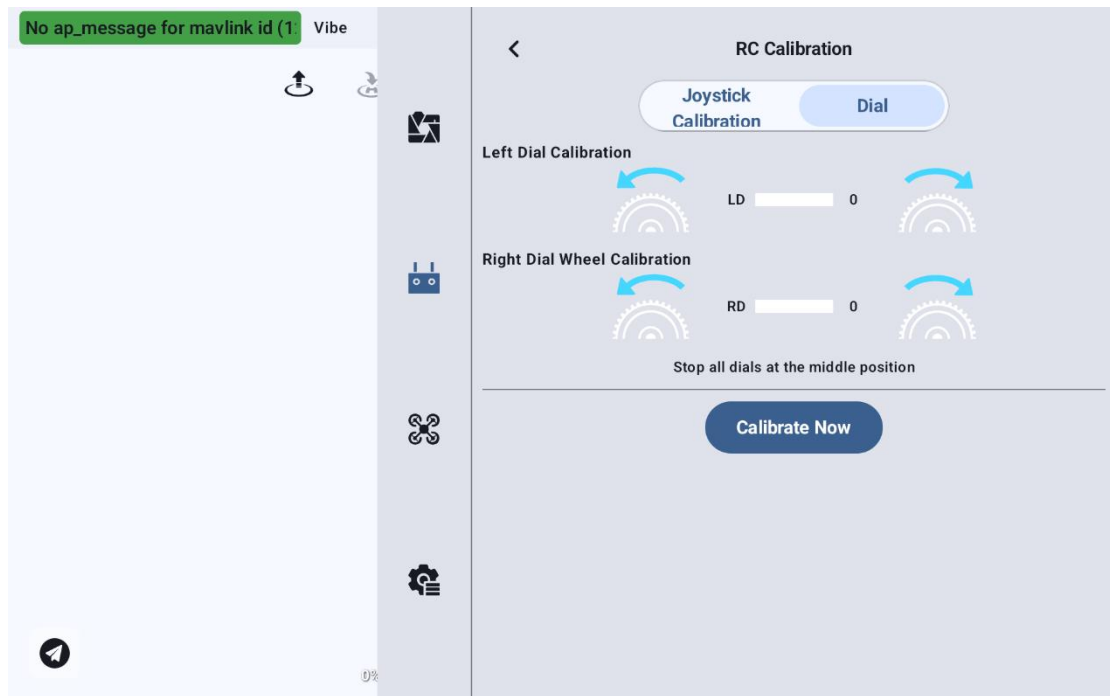 No ap_message for mavlink id (1
Vibe
RC Calibration
Joystick
Calibration
Dial
Left Dial Calibration
LD 0
Right Dial Wheel Calibration
RD 0
Stop all dials at the middle position
Calibrate Now
0%